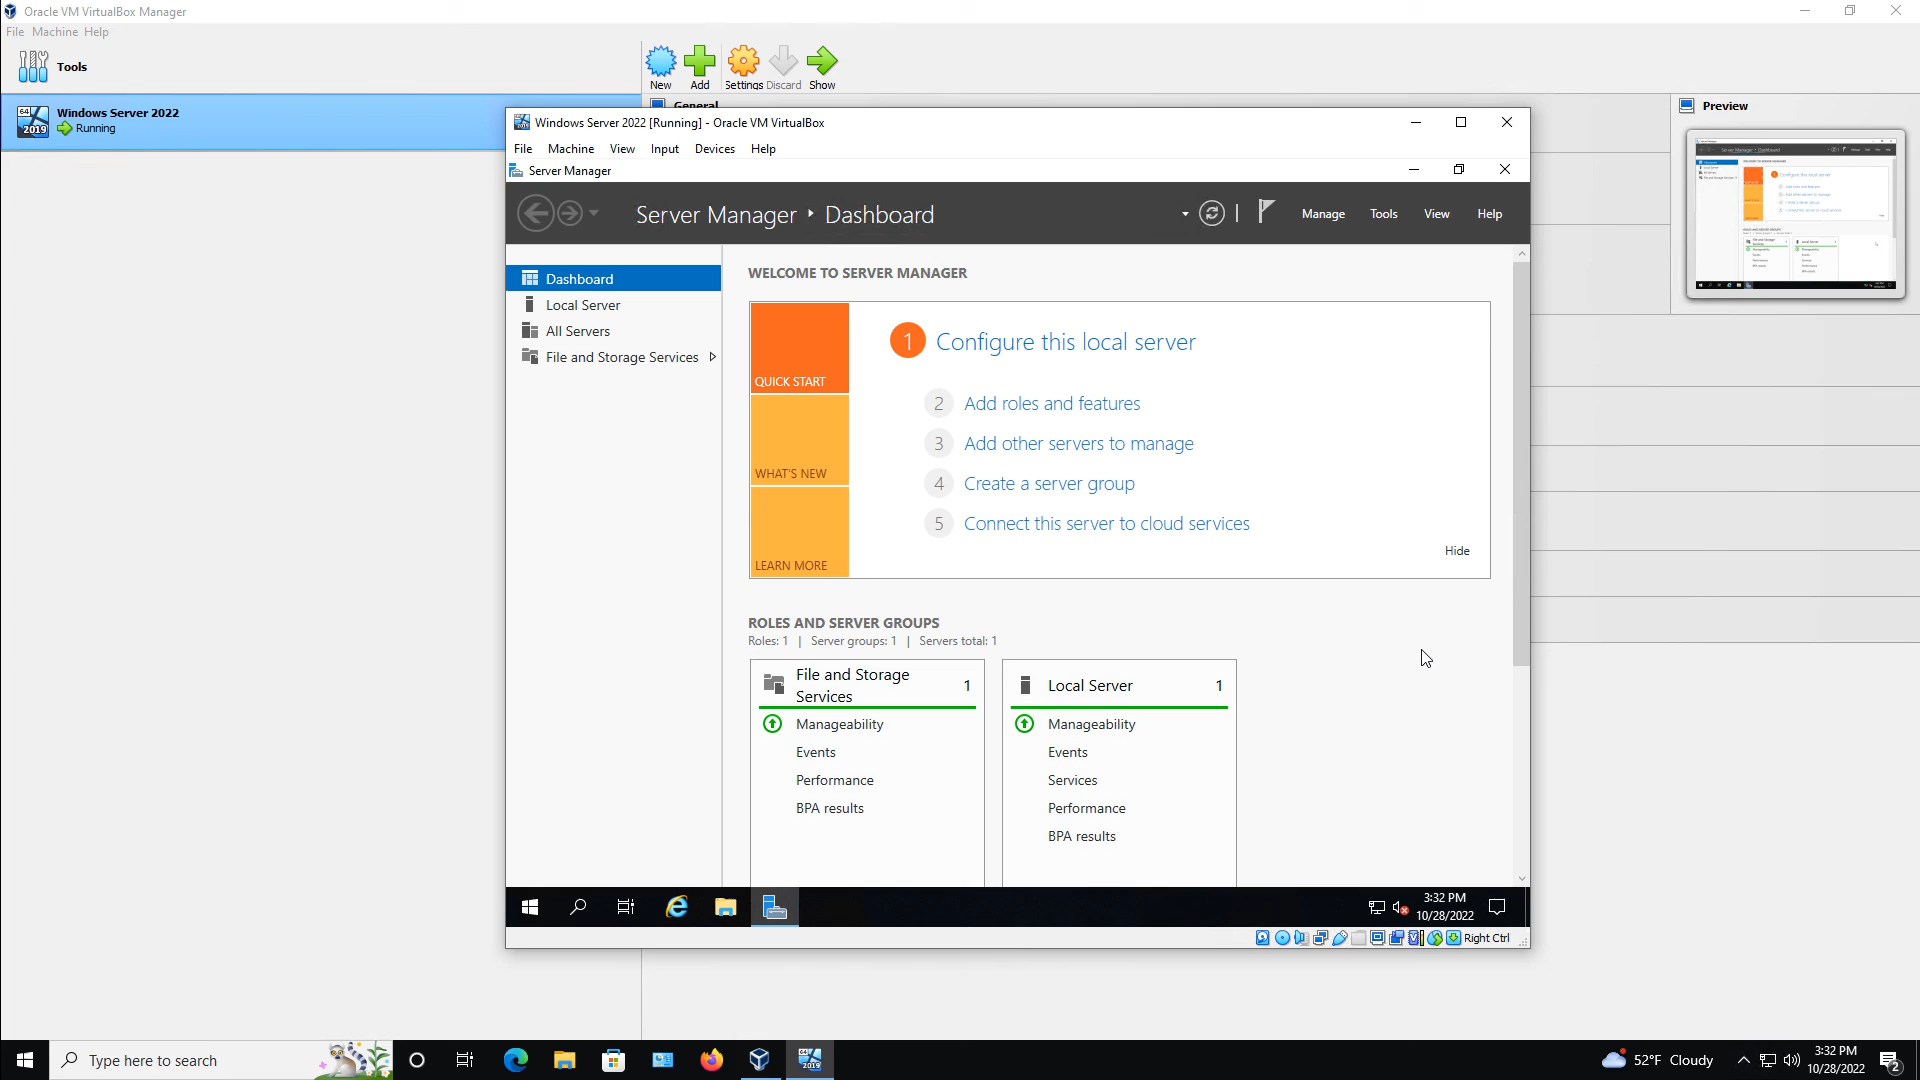 Oracle VM VirtualBox Manager
File Machine Help
Tools
New Add Settings Discard Show
Windows Server 2022
Running
64
2019
General
Preview
Windows Server 2022 [Running] - Oracle VM VirtualBox
File Machine View Input Devices Help
Server Manager
Server Manager Dashboard
Manage Tools View Help
Dashboard
Local Server
All Servers
File and Storage Services
WELCOME TO SERVER MANAGER
QUICK START
WHAT'S NEW
LEARN MORE
1 Configure this local server
2 Add roles and features
3 Add other servers to manage
4 Create a server group
5 Connect this server to cloud services
Hide
ROLES AND SERVER GROUPS
Roles: 1 | Server groups: 1 | Servers total: 1
File and Storage
Services
1
Manageability
Events
Performance
BPA results
Local Server 1
Manageability
Events
Services
Performance
BPA results
3:32 PM
10/28/2022
Right Ctrl
Type here to search
64
2019
52°F Cloudy
3:32 PM
10/28/2022
2